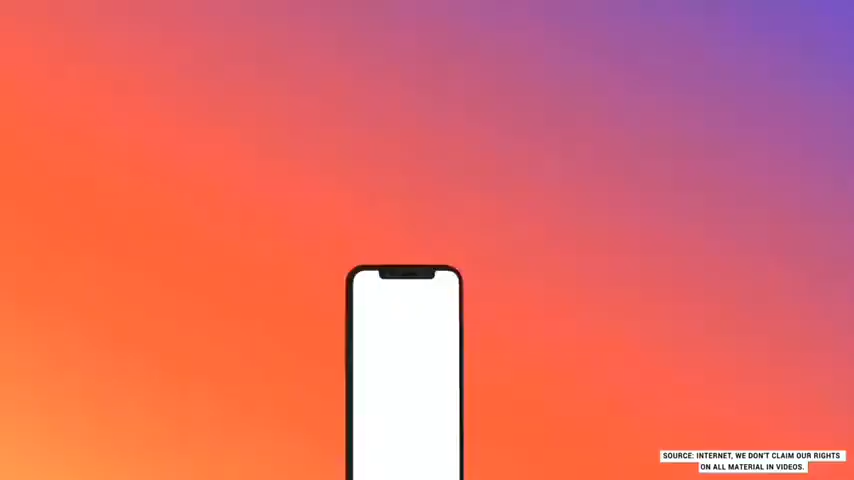 SOURCE: INTERNET, WE DON'T CLAIM OUR RIGHTS
ON ALL MATERIAL IN VIDEOS.